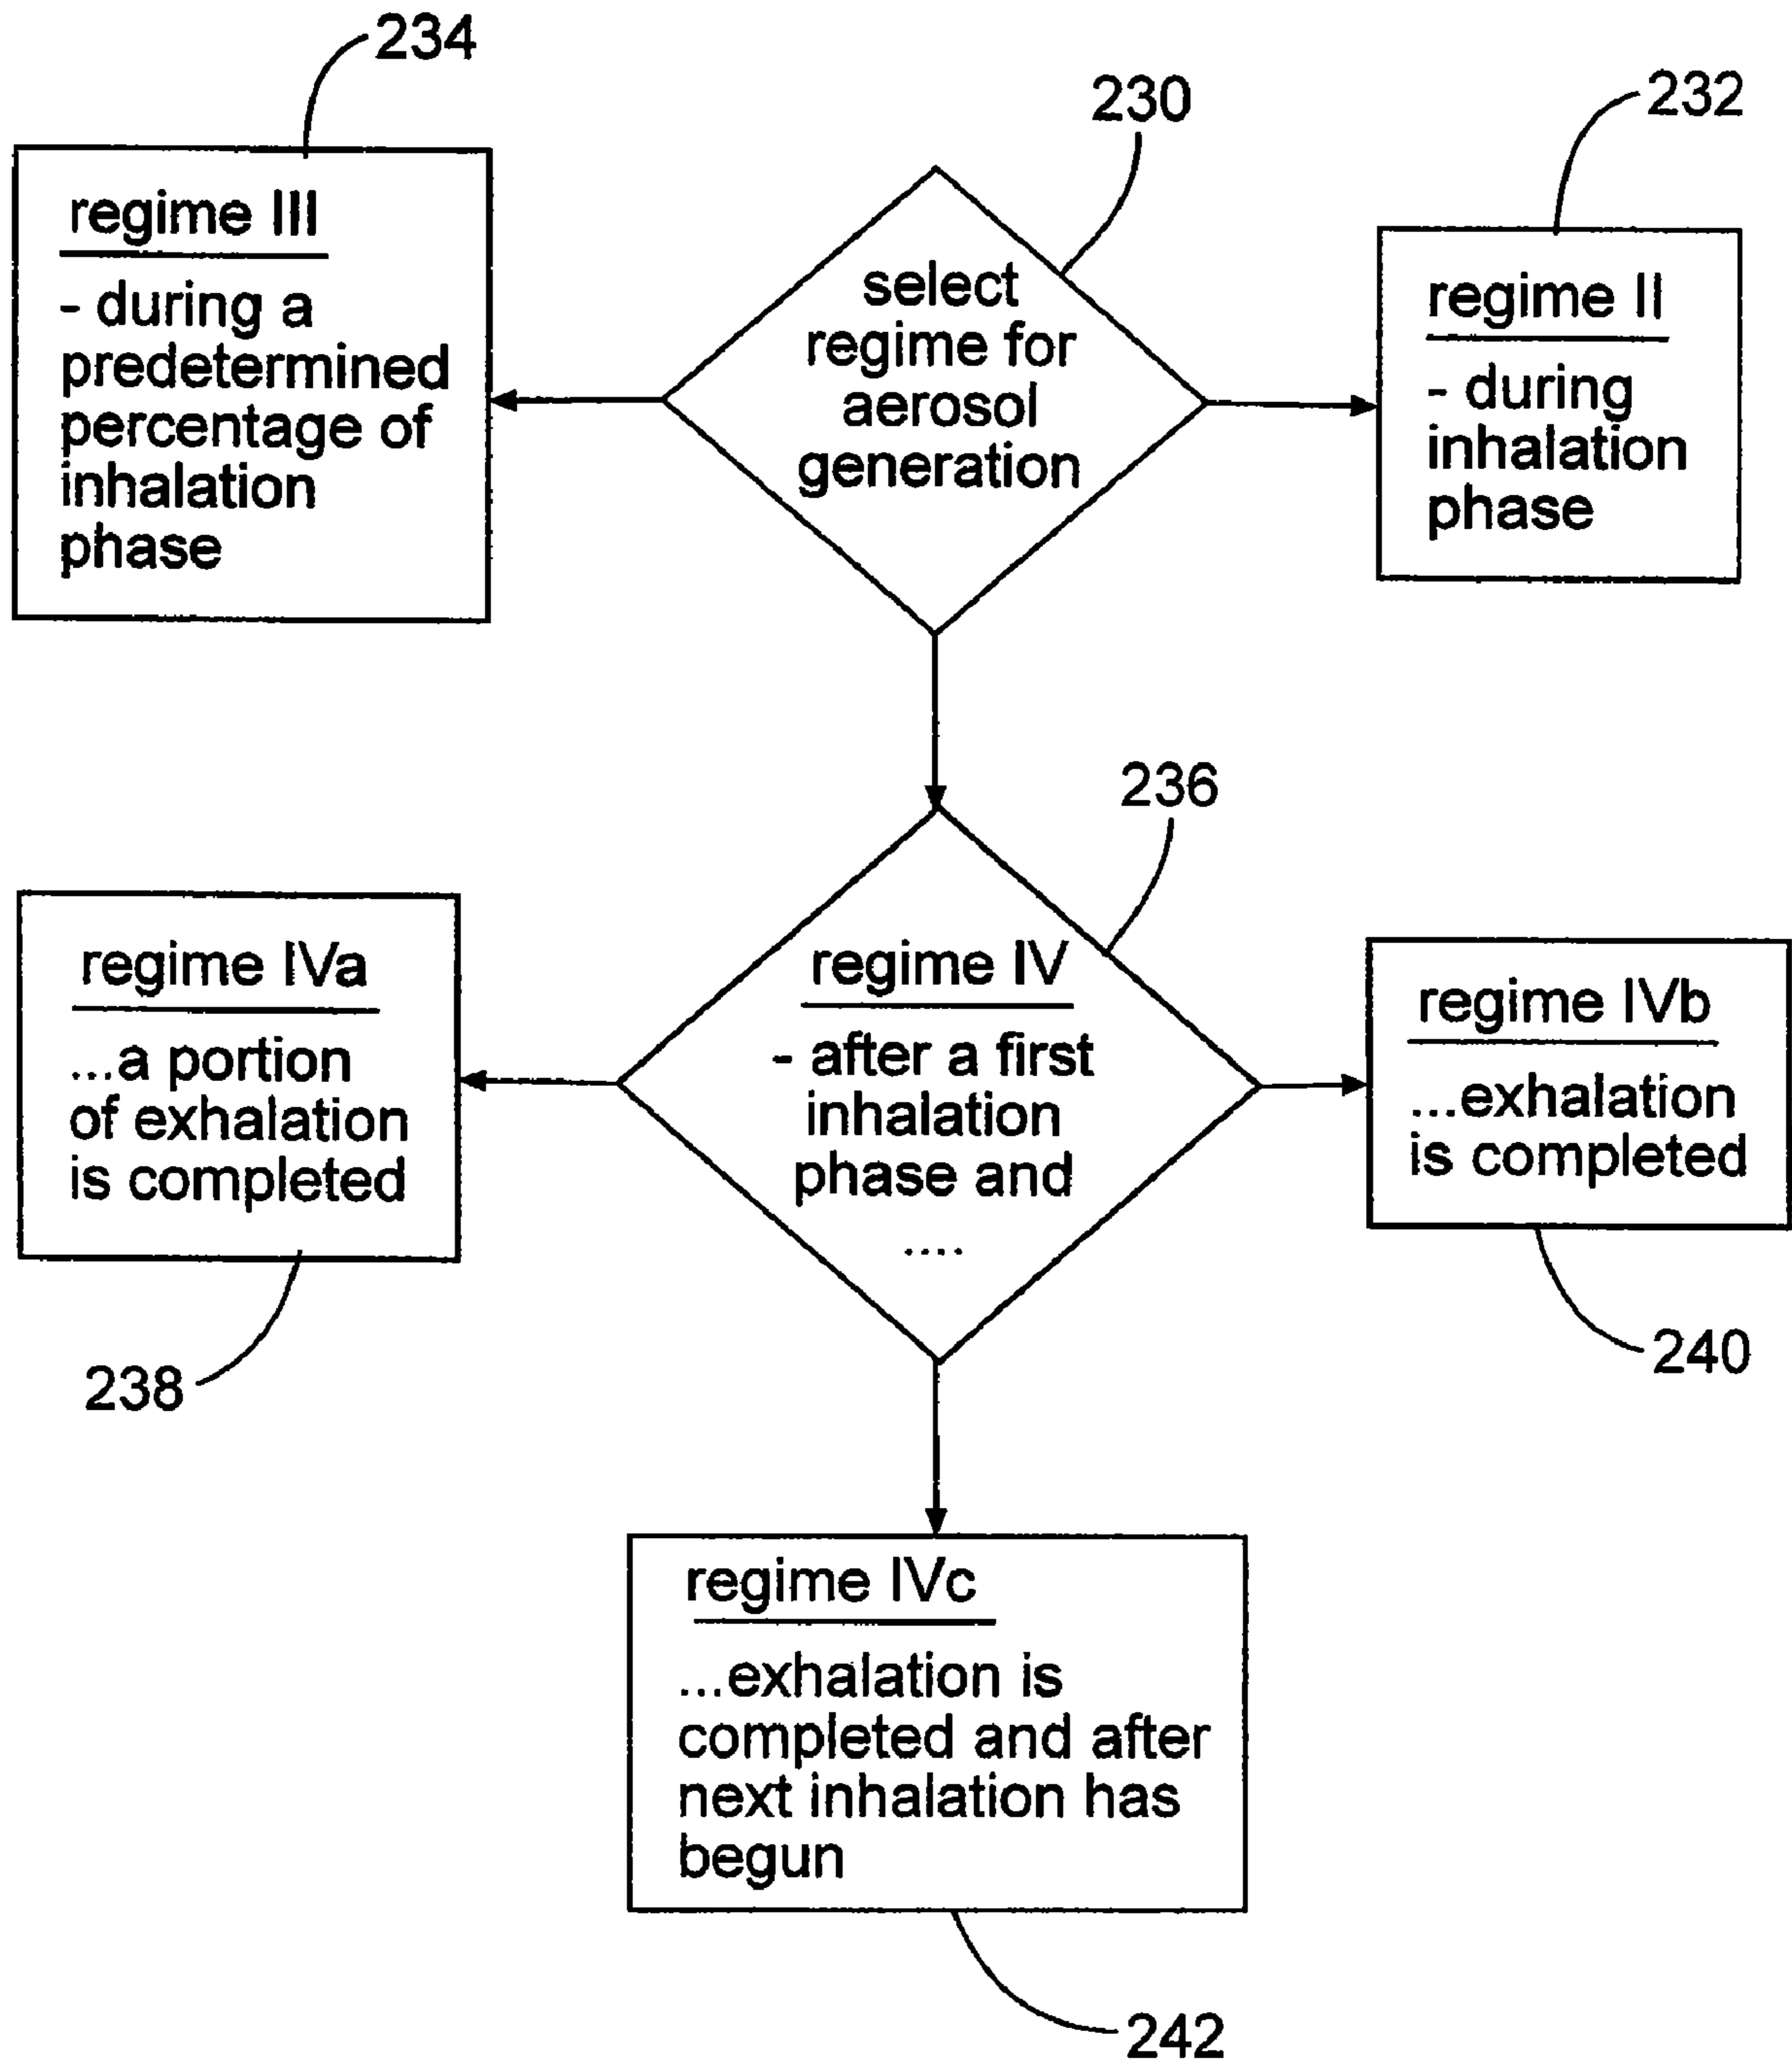 234
230
232
regime III
- during a
predetermined
percentage of
inhalation
phase
select
regime for
aerosol
generation
regime II
- during
inhalation
phase
236
regime IVa
...a portion
of exhalation
is completed
regime IV
- after a first
inhalation
phase and
....
regime IVb
...exhalation
is completed
238
240
regime IVc
...exhalation is
completed and after
next inhalation has
begun
242